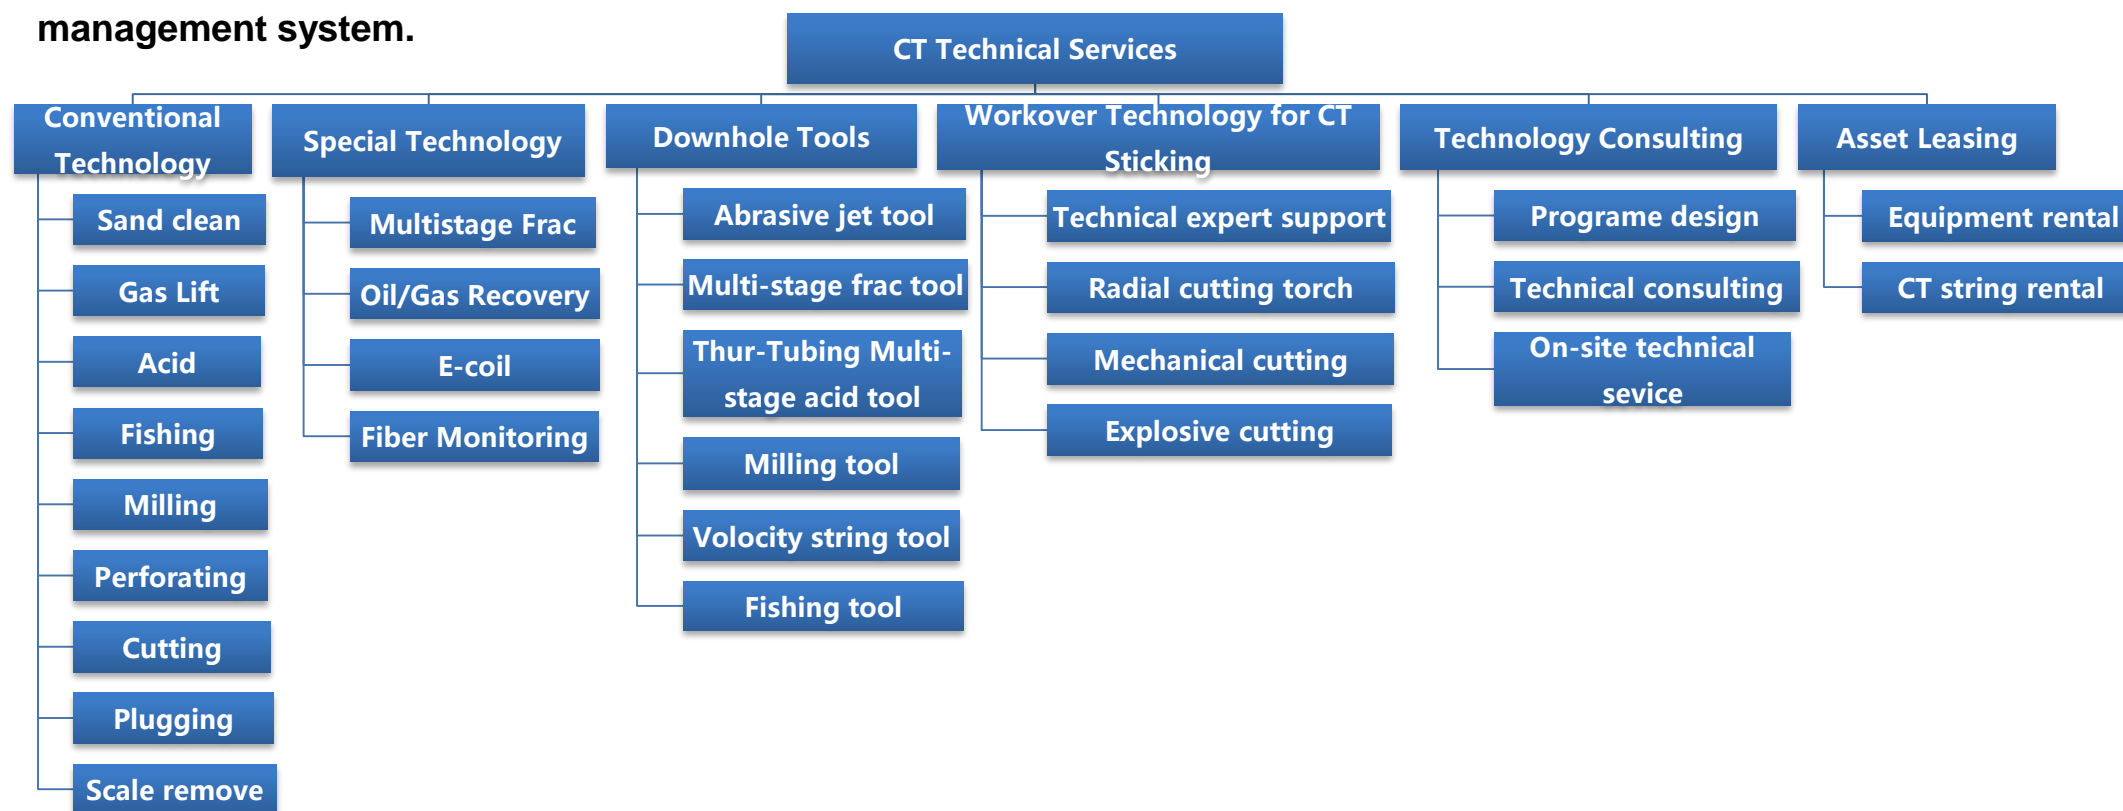 management system.
CT Technical Services
Conventional
Technology
Sand clean
Gas Lift
Acid
Fishing
Milling
Perforating
Cutting
Plugging
Scale remove
Special Technology
Multistage Frac
Oil/Gas Recovery
E-coil
Fiber Monitoring
Downhole Tools
Abrasive jet tool
Multi-stage frac tool
Thur-Tubing Multi-
stage acid tool
Milling tool
Volocity string tool
Fishing tool
Workover Technology for CT
Sticking
Technical expert support
Radial cutting torch
Mechanical cutting
Explosive cutting
Technology Consulting
Programe design
Technical consulting
On-site technical
sevice
Asset Leasing
Equipment rental
CT string rental